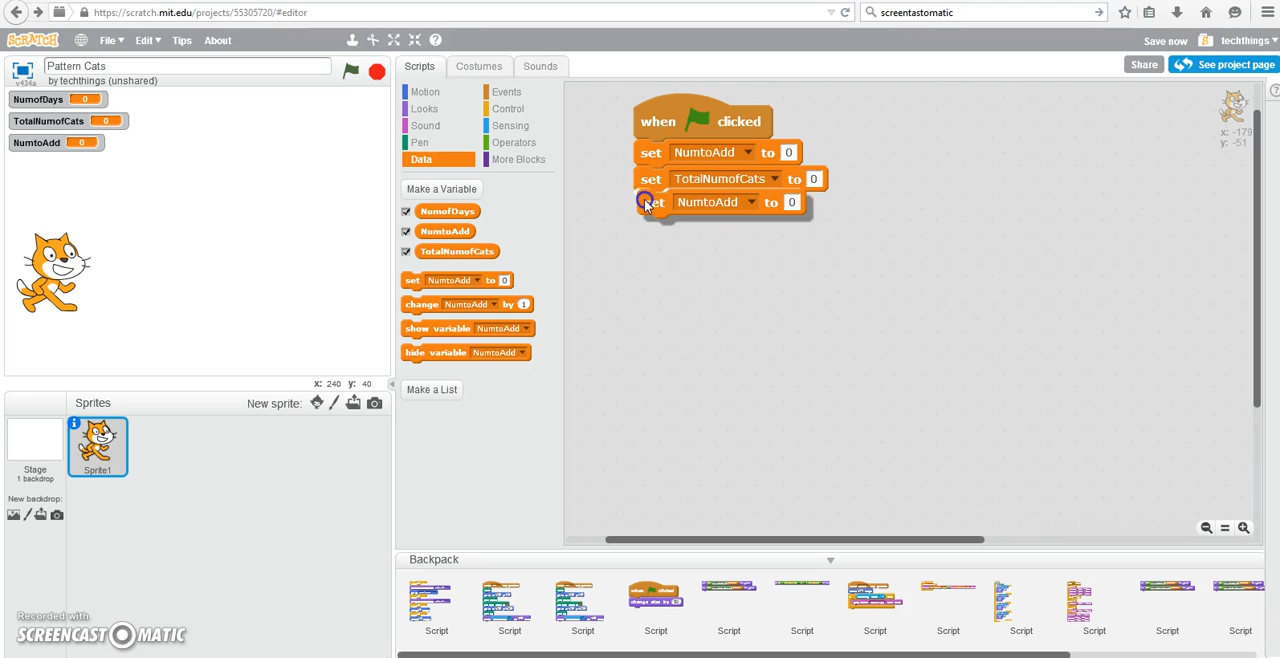 https://scratch.mit.edu/projects/55305720/#editor
screentastomatic
SCRATCH File Edit Tips About
Save now techthings
Pattern Cats
by techthings (unshared)
v434a
Scripts Costumes Sounds
Share See project page
NumofDays 0
TotalNumofCats 0
NumtoAdd 0
Motion Events
Looks Control
Sound Sensing
Pen Operators
Data More Blocks
Make a Variable
NumofDays
NumtoAdd
TotalNumofCats
set NumtoAdd to 0
change NumtoAdd by 1
show variable NumtoAdd
hide variable NumtoAdd
Make a List
when clicked
set NumtoAdd to 0
set TotalNumofCats to 0
set NumtoAdd to 0
x: -179
y: -51
x: 240 y: 40
Sprites New sprite:
Stage
1 backdrop
Sprite1
New backdrop:
Backpack
when clicked
Script Script Script Script Script Script Script Script Script Script Script Script
Recorded with
SCREENCAST-O-MATIC